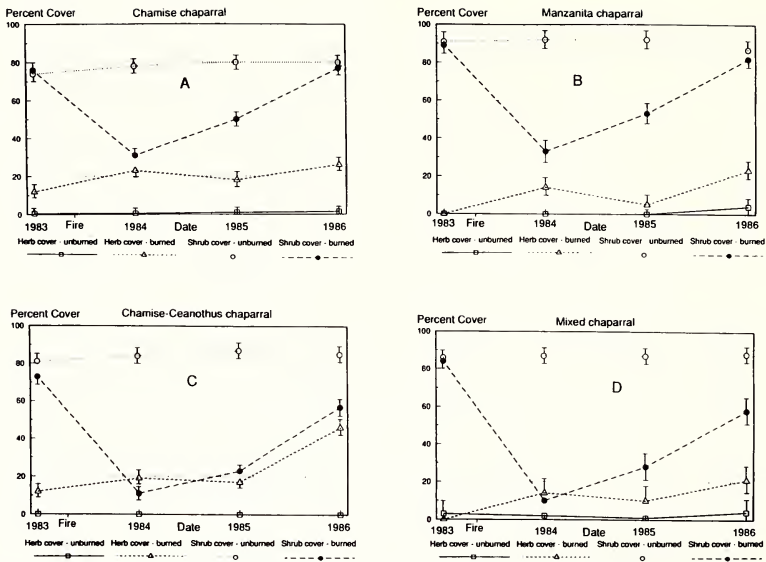 Percent Cover Chamise chaparral
100
80
60
40
20
0
A
1983 Fire 1984 Date 1985 1986
Herb cover - unburned Herb cover - burned Shrub cover - unburned Shrub cover - burned
Percent Cover Manzanita chaparral
100
80
60
40
20
0
B
1983 Fire 1984 Date 1985 1986
Herb cover - unburned Herb cover - burned Shrub cover - unburned Shrub cover - burned
Percent Cover Chamise-Ceanothus chaparral
100
80
60
40
20
0
C
1983 Fire 1984 Date 1985 1986
Herb cover - unburned Herb cover - burned Shrub cover - unburned Shrub cover - burned
Percent Cover Mixed chaparral
100
80
60
40
20
0
D
1983 Fire 1984 Date 1985 1986
Herb cover - unburned Herb cover - burned Shrub cover - unburned Shrub cover - burned